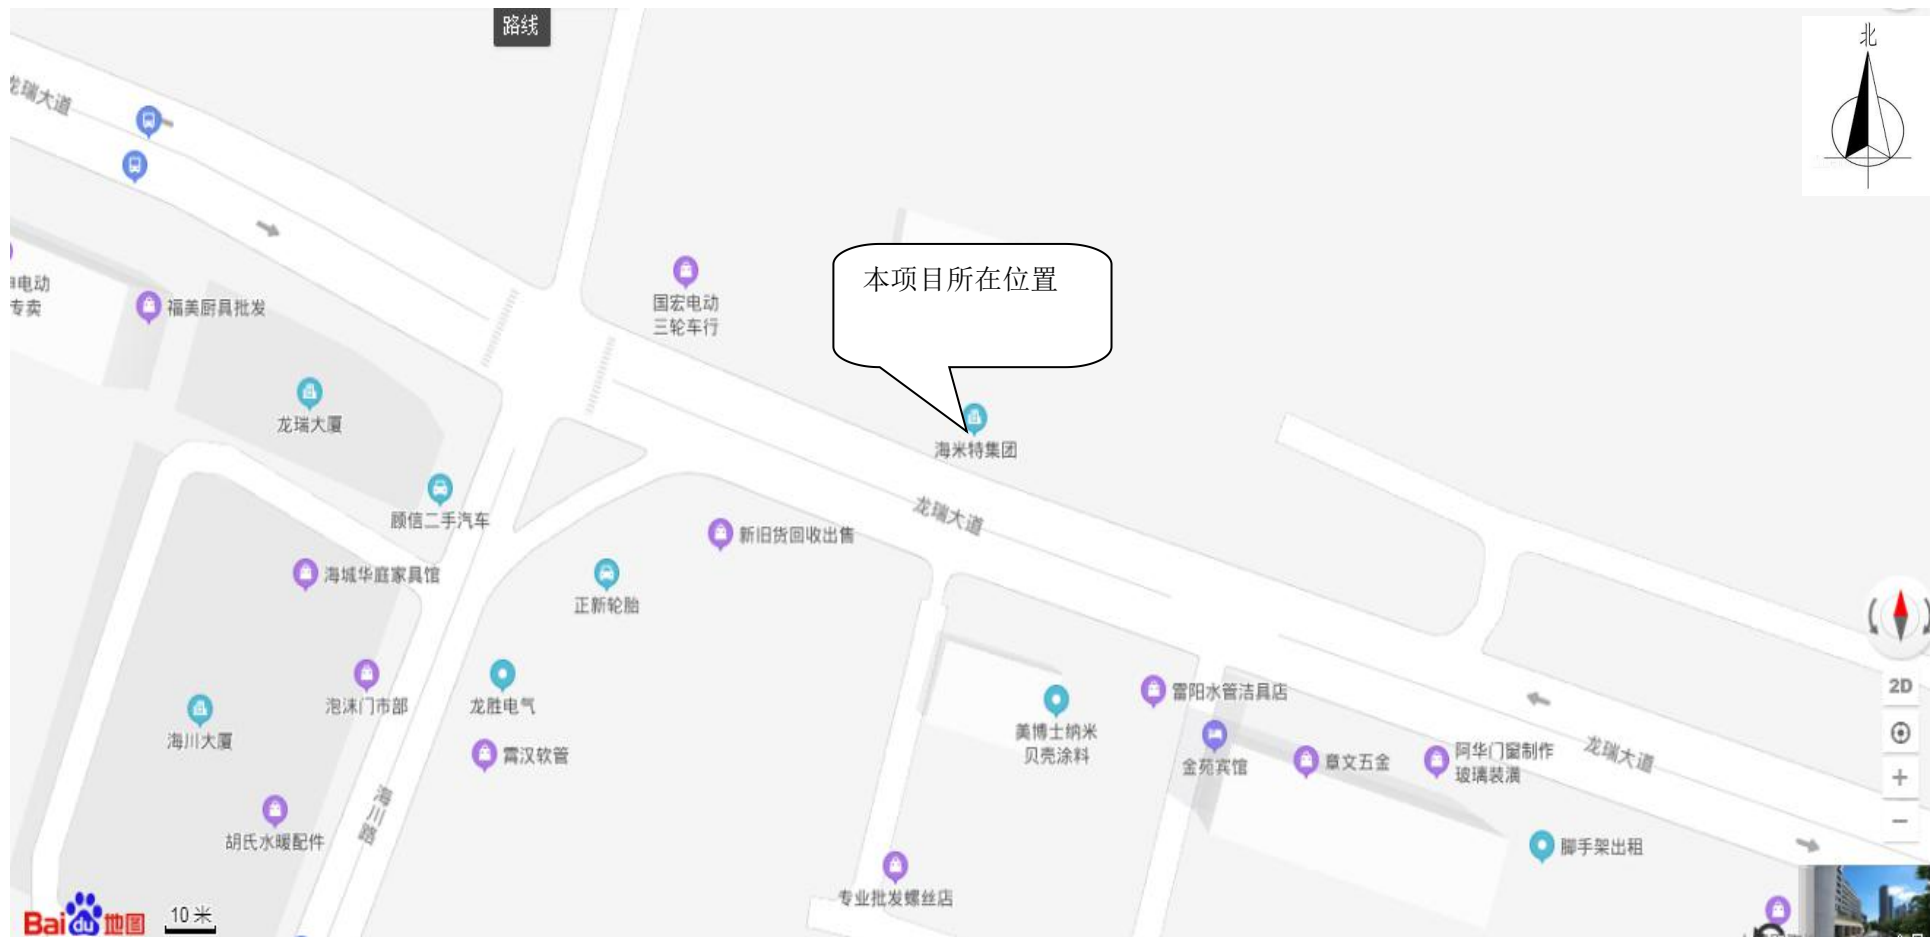 路线
北
龙瑞大道
电动
专卖
福美厨具批发
国宏电动
三轮车行
本项目所在位置
龙瑞大厦
海米特集团
顾信二手汽车
龙瑞大道
新旧货回收出售
海城华庭家具馆
正新轮胎
泡沫门市部
龙胜电气
雷阳水管洁具店
2D
海川大厦
霄汉软管
美博士纳米
贝壳涂料
金苑宾馆
章文五金
阿华门窗制作
玻璃装潢
龙瑞大道
海川路
胡氏水暖配件
脚手架出租
专业批发螺丝店
Bai du 地图
10 米